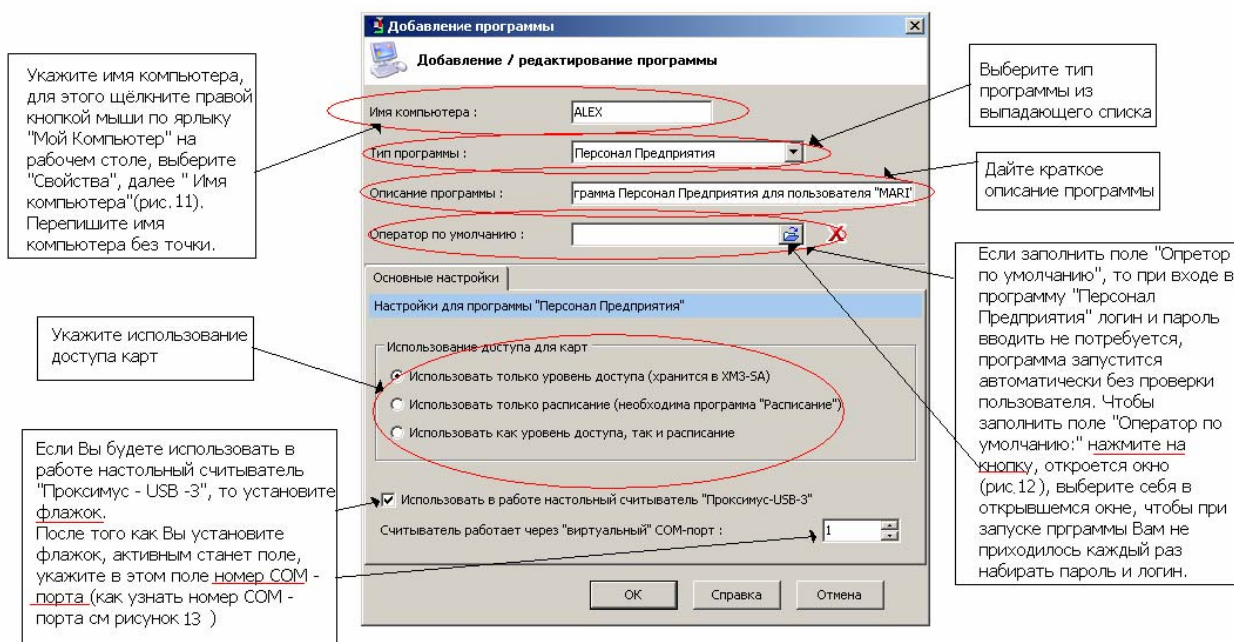 Добавление программы
Добавление / редактирование программы
Имя компьютера :
ALEX
Тип программы :
Персонал Предприятия
Описание программы :
грамма Персонал Предприятия для пользователя "MARI"
Оператор по умолчанию :
Основные настройки
Настройки для программы "Персонал Предприятия"
Использование доступа для карт
Использовать только уровень доступа (хранится в XM3-SA)
Использовать только расписание (необходима программа "Расписание")
Использовать как уровень доступа, так и расписание
Использовать в работе настольный считыватель "Проксимус-USB-3"
Считыватель работает через "виртуальный" COM-порт :
1
ОК
Справка
Отмена
Укажите имя компьютера,
для этого щёлкните правой
кнопкой мыши по ярлыку
"Мой Компьютер" на
рабочем столе, выберите
"Свойства", далее " Имя
компьютера"(рис. 11).
Перепишите имя
компьютера без точки.
Укажите использование
доступа карт
Если Вы будете использовать в
работе настольный считыватель
"Проксимус - USB -3", то установите
флажок.
После того как Вы установите
флажок, активным станет поле,
укажите в этом поле номер COM -
порта (как узнать номер COM -
порта см рисунок 13 )
Выберите тип
программы из
выпадающего списка
Дайте краткое
описание программы
Если заполнить поле "Опретор
по умолчанию", то при входе в
программу "Персонал
Предприятия" логин и пароль
вводить не потребуется,
программа запустится
автоматически без проверки
пользователя. Чтобы
заполнить поле "Оператор по
умолчанию:" нажмите на
кнопку, откроется окно
(рис.12), выберите себя в
открывшемся окне, чтобы при
запуске прграммы Вам не
приходилось каждый раз
набирать пароль и логин.